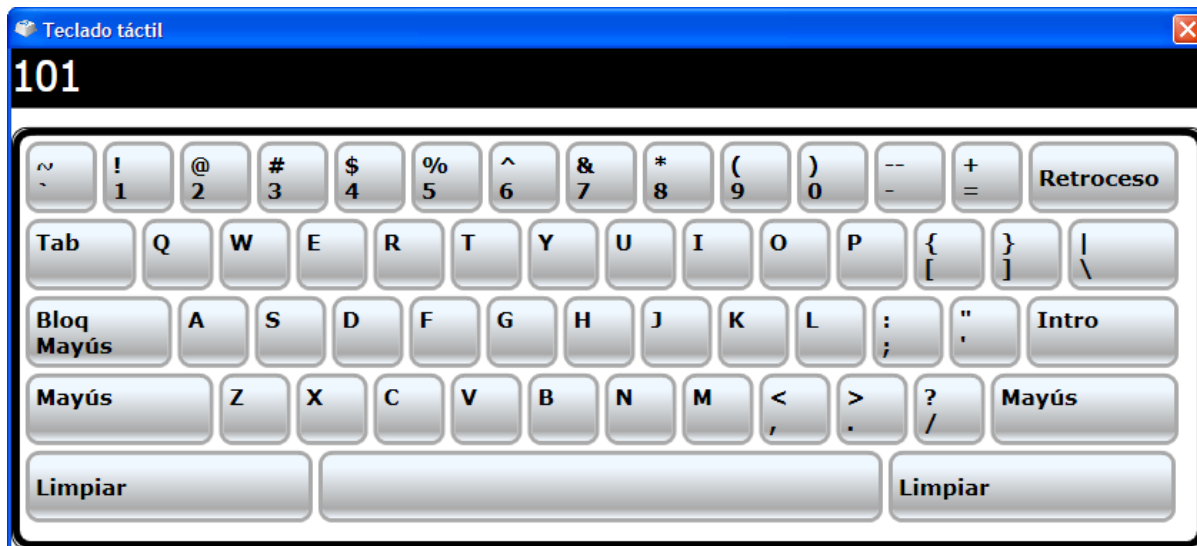 Teclado táctil
101
~ ! @ # $ % ^ & * ( ) -- + Retroceso
` 1 2 3 4 5 6 7 8 9 0 - =
Tab Q W E R T Y U I O P { } |
[ ] \
Bloq A S D F G H J K L : " Intro
Mayús ; '
Mayús Z X C V B N M < > ? Mayús
, . /
Limpiar Limpiar